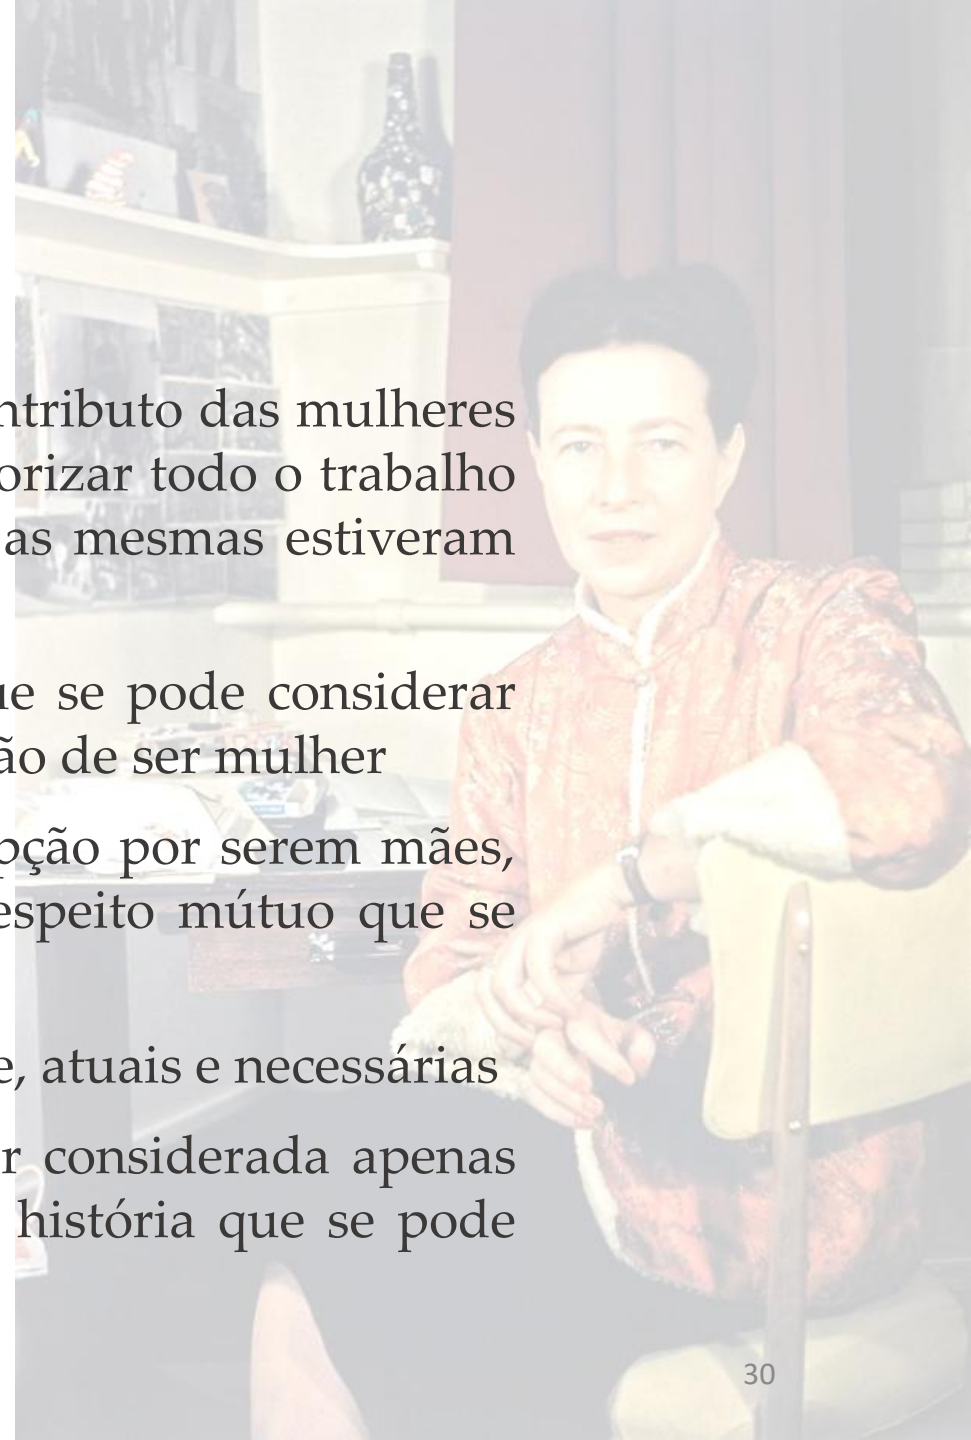 ntributo das mulheres
orizar todo o trabalho
as mesmas estiveram
ue se pode considerar
ão de ser mulher
pção por serem mães,
espeito mútuo que se
e, atuais e necessárias
r considerada apenas
história que se pode
30